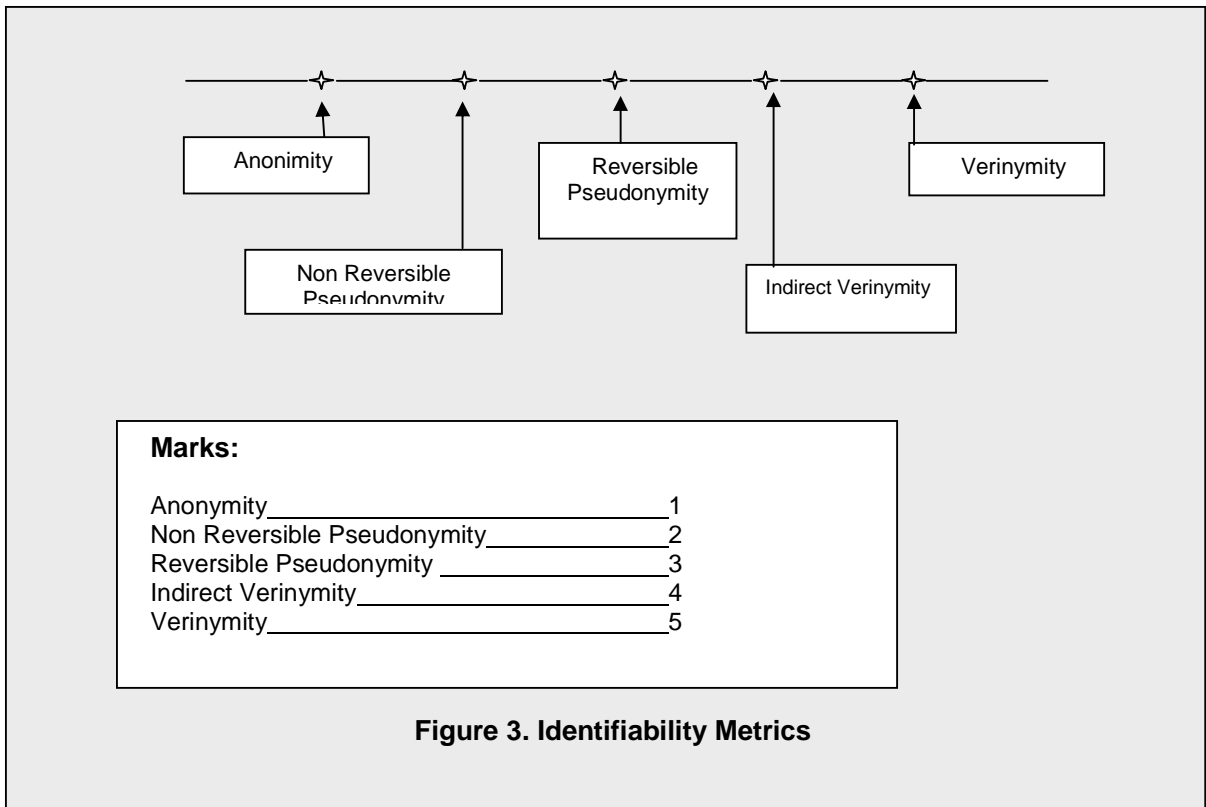 Anonimity
Reversible
Pseudonymity
Verinymity
Non Reversible
Pseudonymity
Indirect Verinymity
Marks:
Anonymity 1
Non Reversible Pseudonymity 2
Reversible Pseudonymity 3
Indirect Verinymity 4
Verinymity 5
Figure 3. Identifiability Metrics